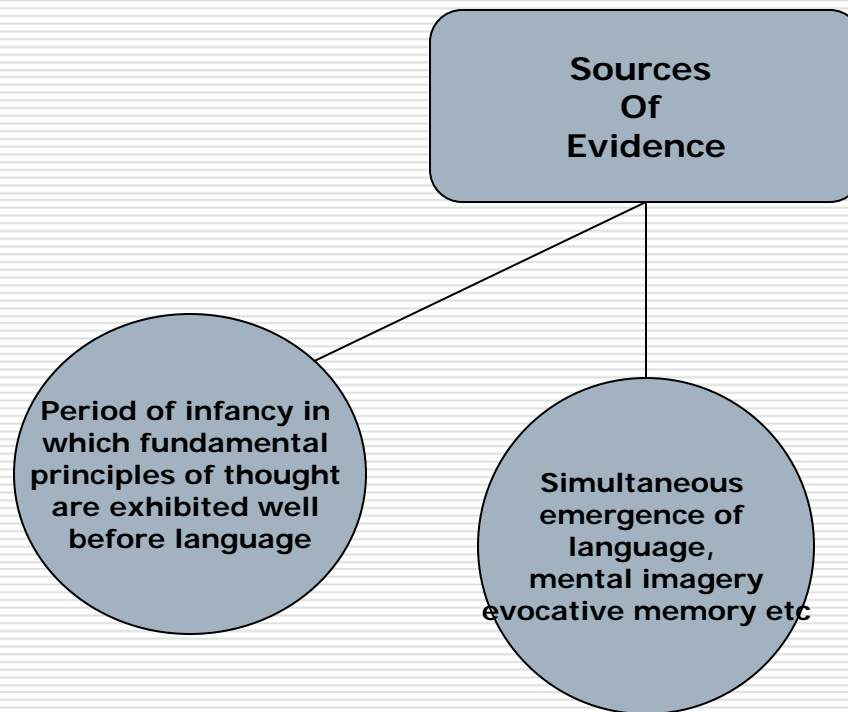 Sources
Of
Evidence
Period of infancy in
which fundamental
principles of thought
are exhibited well
before language
Simultaneous
emergence of
language,
mental imagery
evocative memory etc